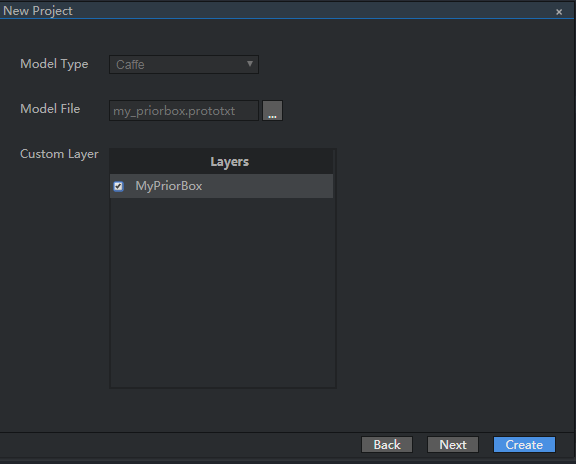 New Project ×
Model Type Caffe
Model File my_priorbox.prototxt ...
Custom Layer
Layers
MyPriorBox
Back Next Create